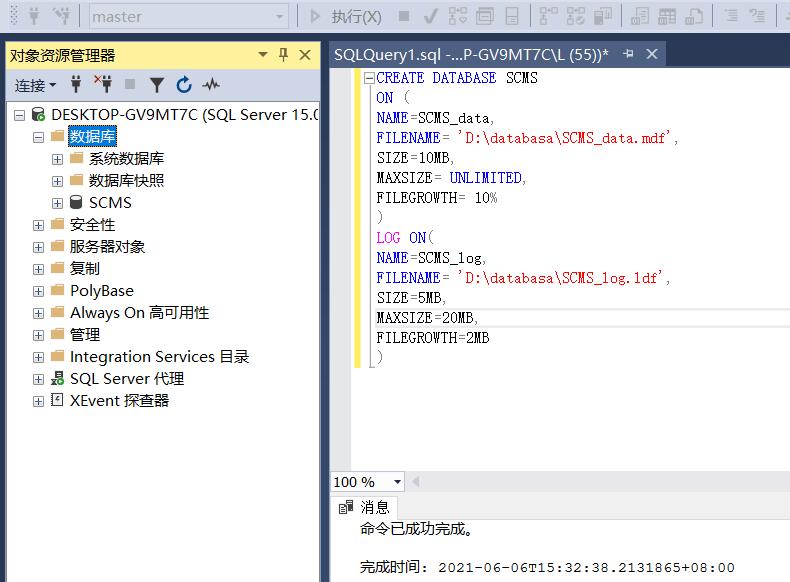 master
执行(X)
对象资源管理器
连接
DESKTOP-GV9MT7C (SQL Server 15.0
数据库
系统数据库
数据库快照
SCMS
安全性
服务器对象
复制
PolyBase
Always On 高可用性
管理
Integration Services 目录
SQL Server 代理
XEvent 探查器
SQLQuery1.sql -...P-GV9MT7C\L (55))*
CREATE DATABASE SCMS
ON (
NAME=SCMS_data,
FILENAME= 'D:\databasa\SCMS_data.mdf',
SIZE=10MB,
MAXSIZE= UNLIMITED,
FILEGROWTH= 10%
)
LOG ON(
NAME=SCMS_log,
FILENAME= 'D:\databasa\SCMS_log.ldf',
SIZE=5MB,
MAXSIZE=20MB,
FILEGROWTH=2MB
)
100 %
消息
命令已成功完成。
完成时间: 2021-06-06T15:32:38.2131865+08:00